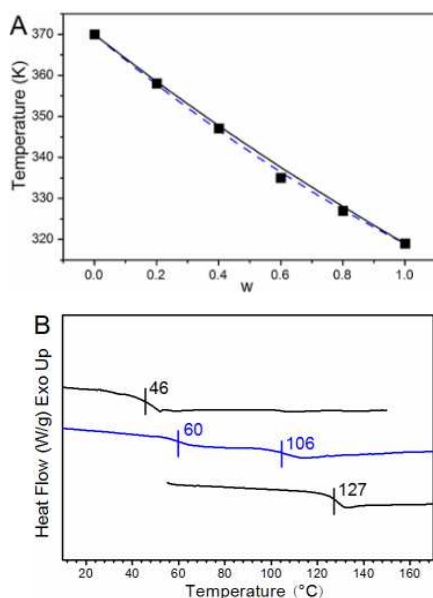 A
Temperature (K)
370
360
350
340
330
320
0.0 0.2 0.4 0.6 0.8 1.0
w
B
Heat Flow (W/g) Exo Up
46
60
106
127
20 40 60 80 100 120 140 160
Temperature (°C)